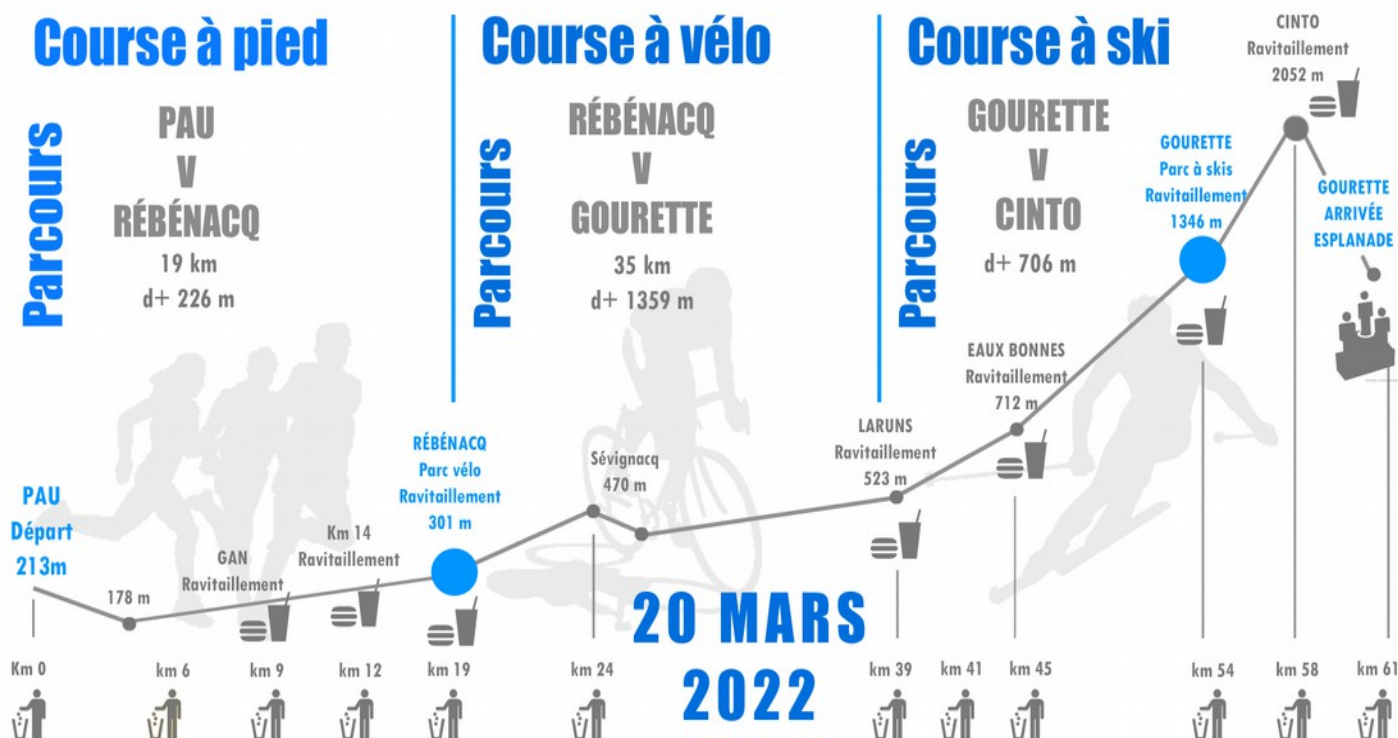 Course à pied
Parcours
PAU
V
RÉBÉNACQ
19 km
d+ 226 m
Course à vélo
Parcours
RÉBÉNACQ
V
GOURETTE
35 km
d+ 1359 m
Course à ski
Parcours
GOURETTE
V
CINTO
d+ 706 m
PAU
Départ
213m
178 m
GAN
Ravitaillement
Km 14
Ravitaillement
RÉBÉNACQ
Parc vélo
Ravitaillement
301 m
Sévignacq
470 m
LARUNS
Ravitaillement
523 m
EAUX BONNES
Ravitaillement
712 m
GOURETTE
Parc à skis
Ravitaillement
1346 m
CINTO
Ravitaillement
2052 m
GOURETTE
ARRIVÉE
ESPLANADE
20 MARS
2022
Km 0
km 6
km 9
km 12
km 19
km 24
km 39
km 41
km 45
km 54
km 58
km 61